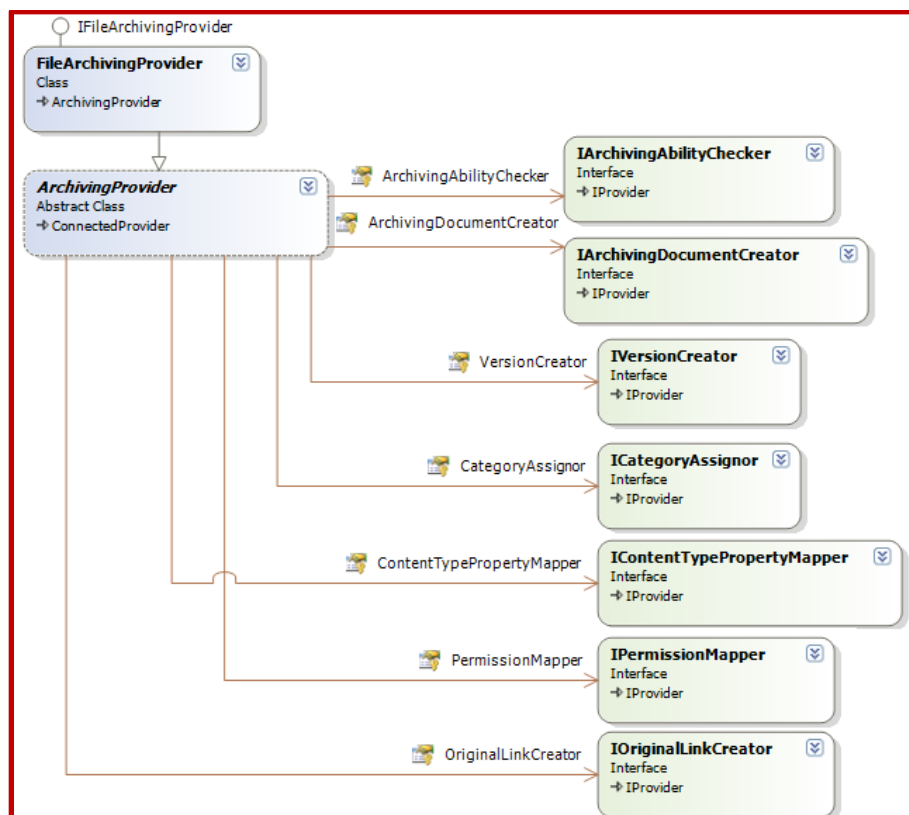 IFileArchivingProvider
FileArchivingProvider
Class
ArchivingProvider
ArchivingProvider
Abstract Class
ConnectedProvider
ArchivingAbilityChecker
IArchivingAbilityChecker
Interface
IProvider
ArchivingDocumentCreator
IArchivingDocumentCreator
Interface
IProvider
VersionCreator
IVersionCreator
Interface
IProvider
CategoryAssignor
ICategoryAssignor
Interface
IProvider
ContentTypePropertyMapper
IContentTypePropertyMapper
Interface
IProvider
PermissionMapper
IPermissionMapper
Interface
IProvider
OriginalLinkCreator
IOriginalLinkCreator
Interface
IProvider